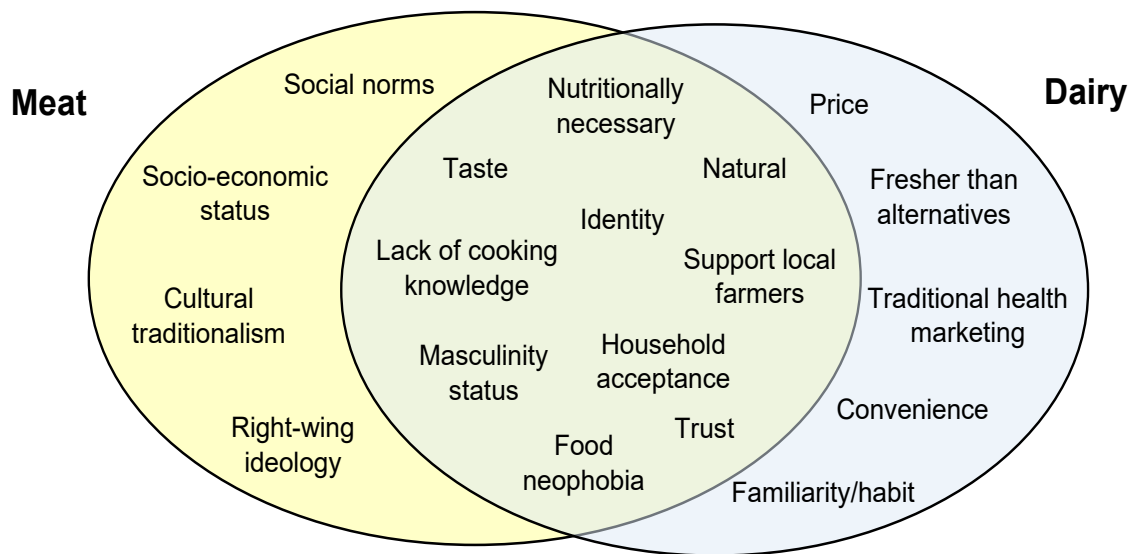 Meat
Dairy
Social norms
Socio-economic
status
Cultural
traditionalism
Right-wing
ideology
Nutritionally
necessary
Taste
Natural
Identity
Lack of cooking
knowledge
Support local
farmers
Masculinity
status
Household
acceptance
Trust
Food
neophobia
Price
Fresher than
alternatives
Traditional health
marketing
Convenience
Familiarity/habit